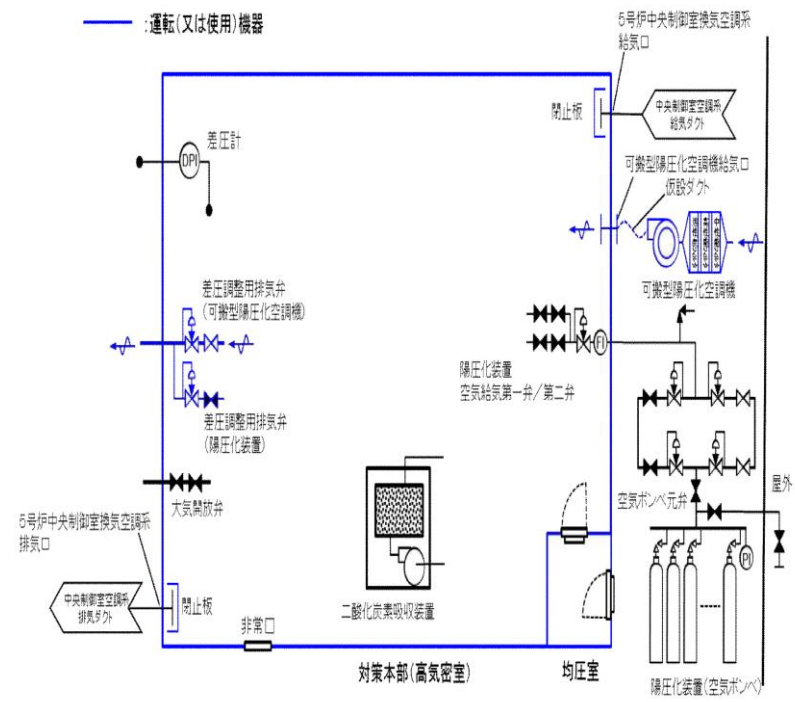 :運転(又は使用)機器
5号炉中央制御室換気空調系
給気口
閉止板
中央制御室空調系
給気ダクト
差圧計
DPI
可搬型陽圧化空調機給気口
仮設ダクト
可搬型陽圧化空調機
差圧調整用排気弁
(可搬型陽圧化空調機)
FI
陽圧化装置
空気給気第一弁/第二弁
差圧調整用排気弁
(陽圧化装置)
大気開放弁
空気ボンベ元弁
屋外
5号炉中央制御室換気空調系
排気口
PI
中央制御室空調系
排気ダクト
閉止板
二酸化炭素吸収装置
非常口
対策本部(高気密室)
均圧室
陽圧化装置(空気ボンベ)